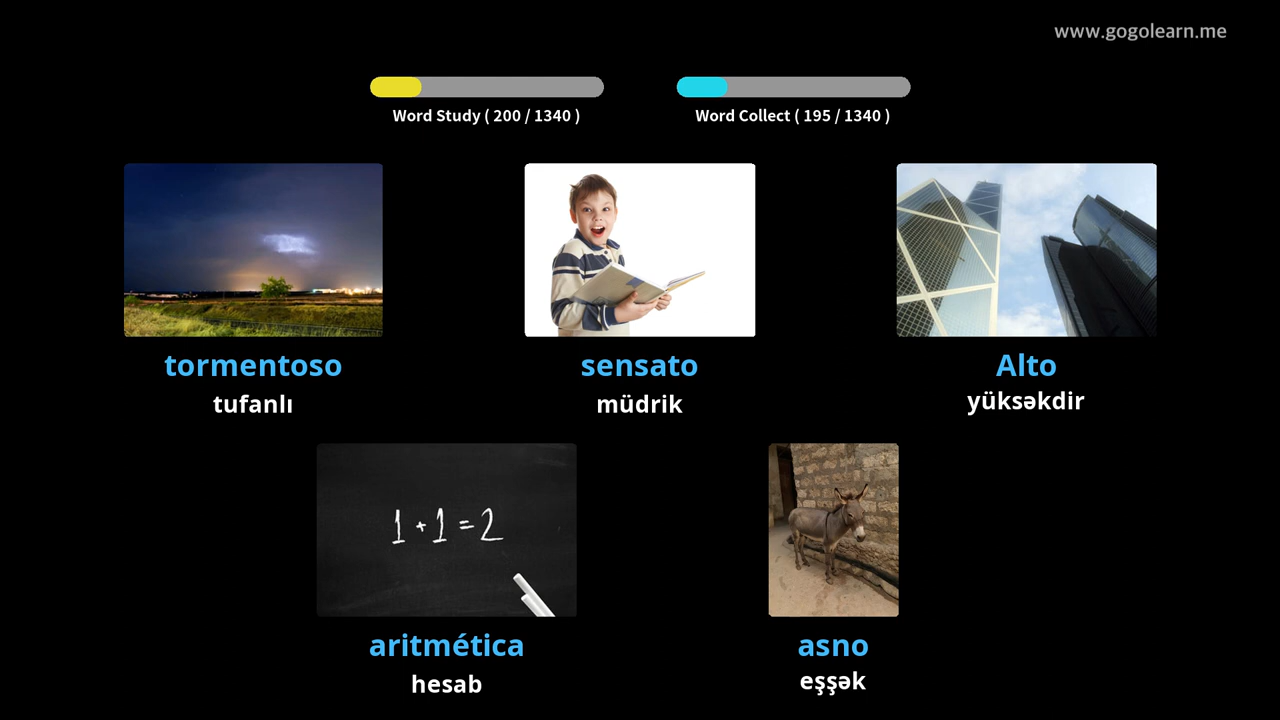 www.gogolearn.me
Word Study ( 200 / 1340 )
Word Collect ( 195 / 1340 )
tormentoso
tufanlı
sensato
müdrik
Alto
yüksəkdir
1 + 1 = 2
aritmética
hesab
asno
eşşək